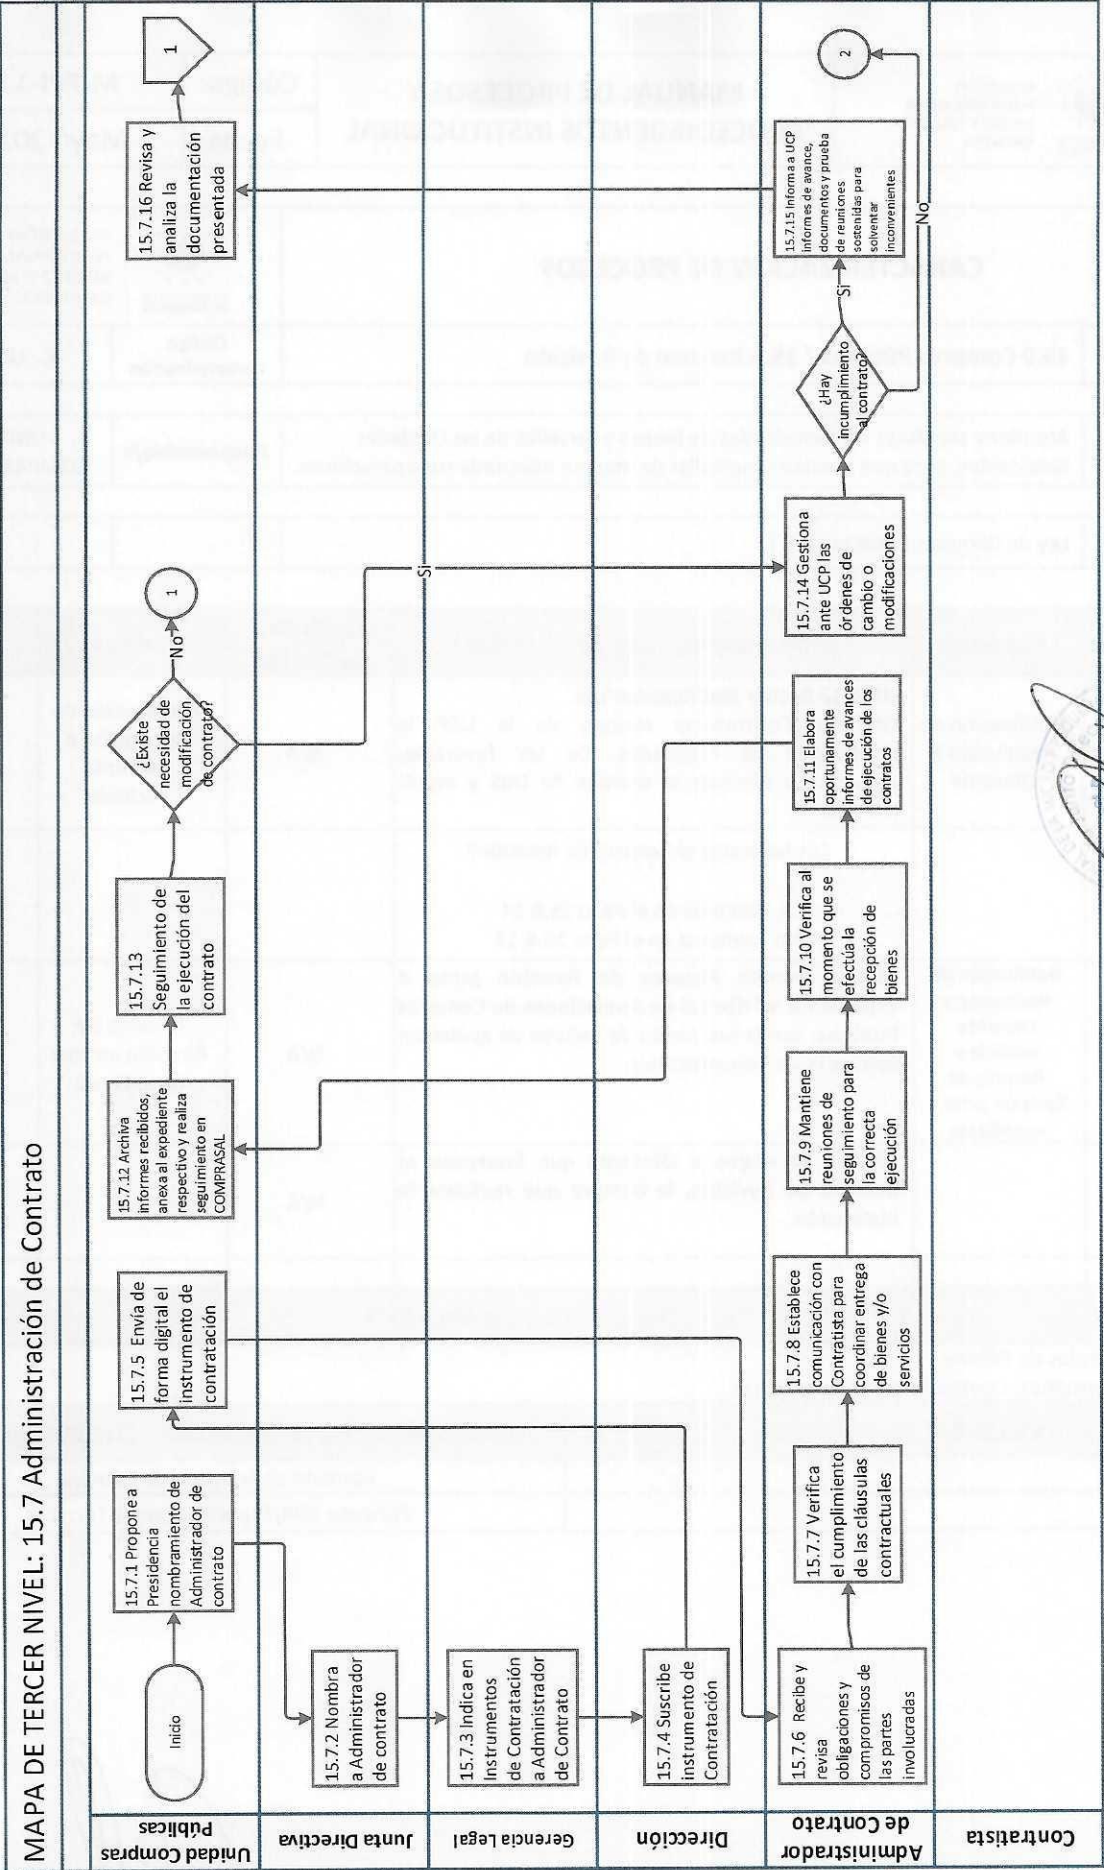 MAPA DE TERCER NIVEL: 15.7 Administración de Contrato
Unidad Compras
Públicas
Inicio
15.7.1 Propone a
Presidencia
nombramiento de
Administrador de
contrato
15.7.5 Envía de
forma digital el
instrumento de
contratación
15.7.12 Archiva
informes recibidos,
anexa al expediente
respectivo y realiza
seguimiento en
COMPRASAL
15.7.13
Seguimiento de
la ejecución del
contrato
¿Existe
necesidad de
modificación
de contrato?
No
1
Si
15.7.16 Revisa y
analiza la
documentación
presentada
1
Junta Directiva
15.7.2 Nombra
a Administrador
de contrato
Gerencia Legal
15.7.3 Indica en
Instrumentos
de Contratación
a Administrador
de Contrato
Dirección
15.7.4 Suscribe
instrumento de
Contratación
Administrador
de Contrato
15.7.6 Recibe y
revisa
obligaciones y
compromisos de
las partes
involucradas
15.7.7 Verifica
el cumplimiento
de las cláusulas
contractuales
15.7.8 Establece
comunicación con
Contratista para
coordinar entrega
de bienes y/o
servicios
15.7.9 Mantiene
reuniones de
seguimiento para
la correcta
ejecución
15.7.10 Verifica al
momento que se
efectúa la
recepción de
bienes
15.7.11 Elabora
oportunamente
informes de avances
de ejecución de los
contratos
15.7.14 Gestiona
ante UCP las
órdenes de
cambio o
modificaciones
¿Hay
incumplimiento
al contrato?
Si
No
15.7.15 Informa a UCP
informes de avance,
documentos y prueba
de reuniones
sostenidas para
solventar
inconvenientes
2
Contratista